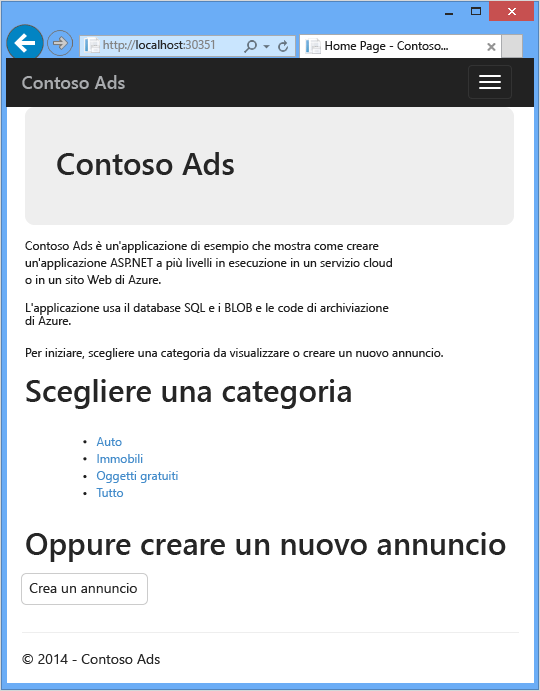 http://localhost:30351
Home Page - Contoso...
Contoso Ads
Contoso Ads
Contoso Ads è un'applicazione di esempio che mostra come creare
un'applicazione ASP.NET a più livelli in esecuzione in un servizio cloud
o in un sito Web di Azure.
L'applicazione usa il database SQL e i BLOB e le code di archiviazione
di Azure.
Per iniziare, scegliere una categoria da visualizzare o creare un nuovo annuncio.
Scegliere una categoria
• Auto
• Immobili
• Oggetti gratuiti
• Tutto
Oppure creare un nuovo annuncio
Crea un annuncio
© 2014 - Contoso Ads